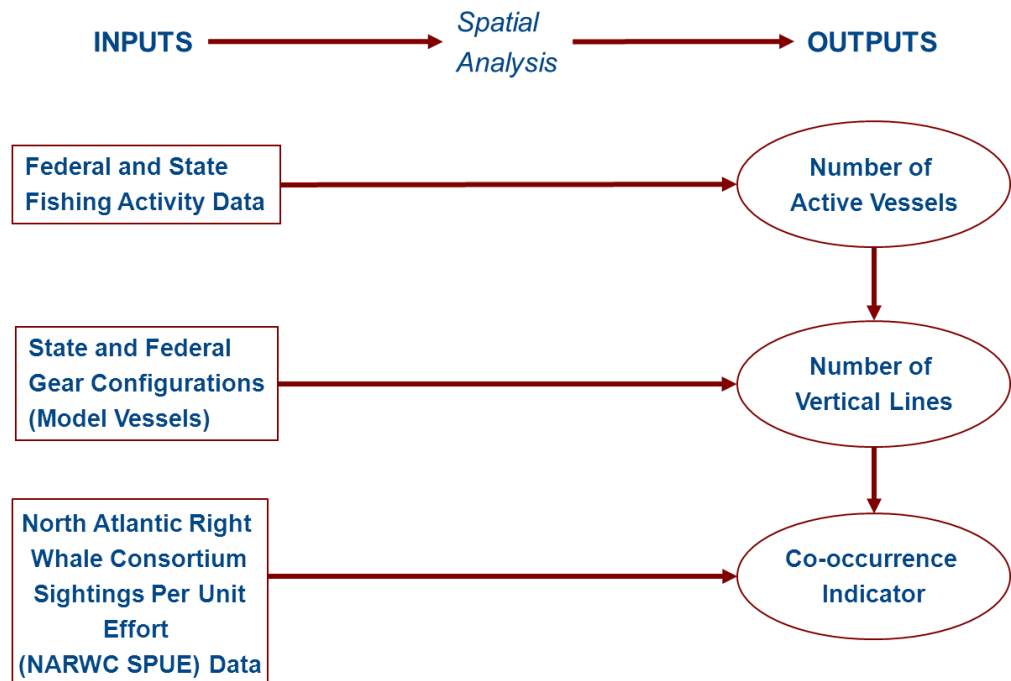 INPUTS
Spatial
Analysis
OUTPUTS
Federal and State
Fishing Activity Data
Number of
Active Vessels
State and Federal
Gear Configurations
(Model Vessels)
Number of
Vertical Lines
North Atlantic Right
Whale Consortium
Sightings Per Unit
Effort
(NARWC SPUE) Data
Co-occurrence
Indicator